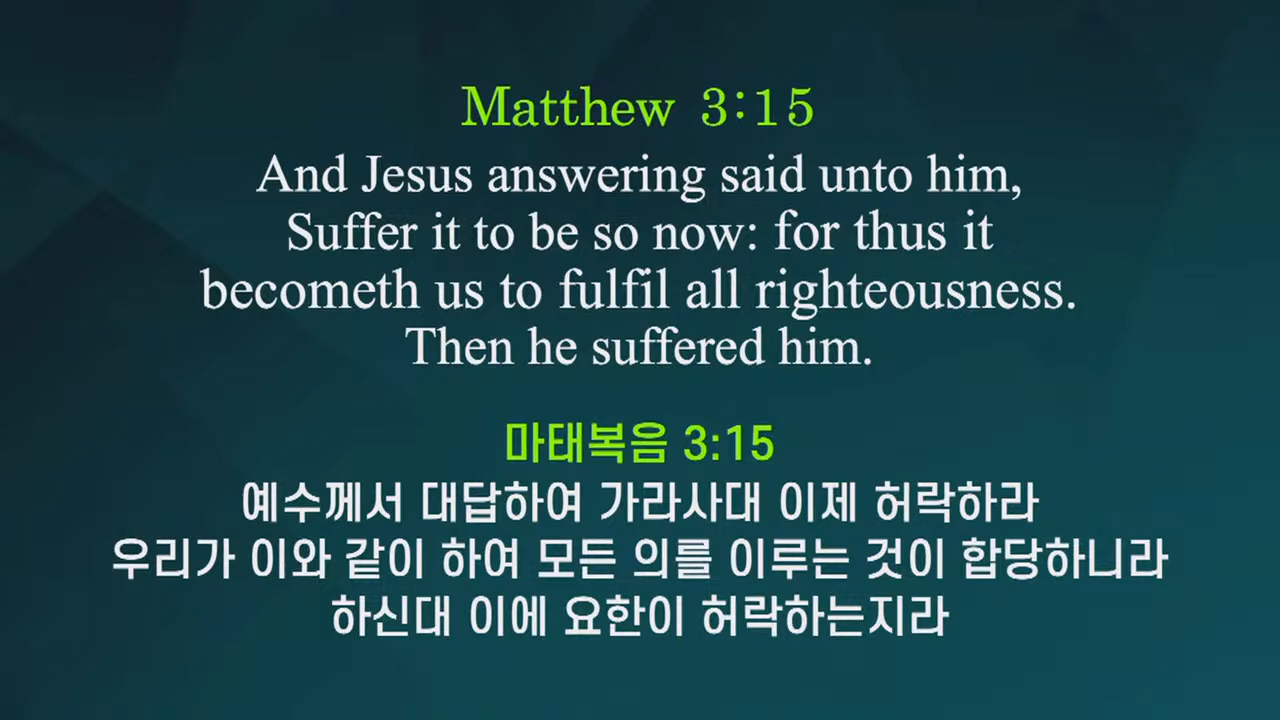 Matthew 3:15
And Jesus answering said unto him,
Suffer it to be so now: for thus it
becometh us to fulfil all righteousness.
Then he suffered him.
마태복음 3:15
예수께서 대답하여 가라사대 이제 허락하라
우리가 이와 같이 하여 모든 의를 이루는 것이 합당하니라
하신대 이에 요한이 허락하는지라